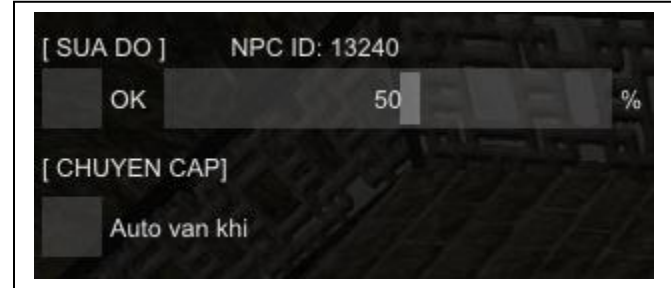 [ SUA DO ] NPC ID: 13240
OK 50 %
[ CHUYEN CAP]
Auto van khi